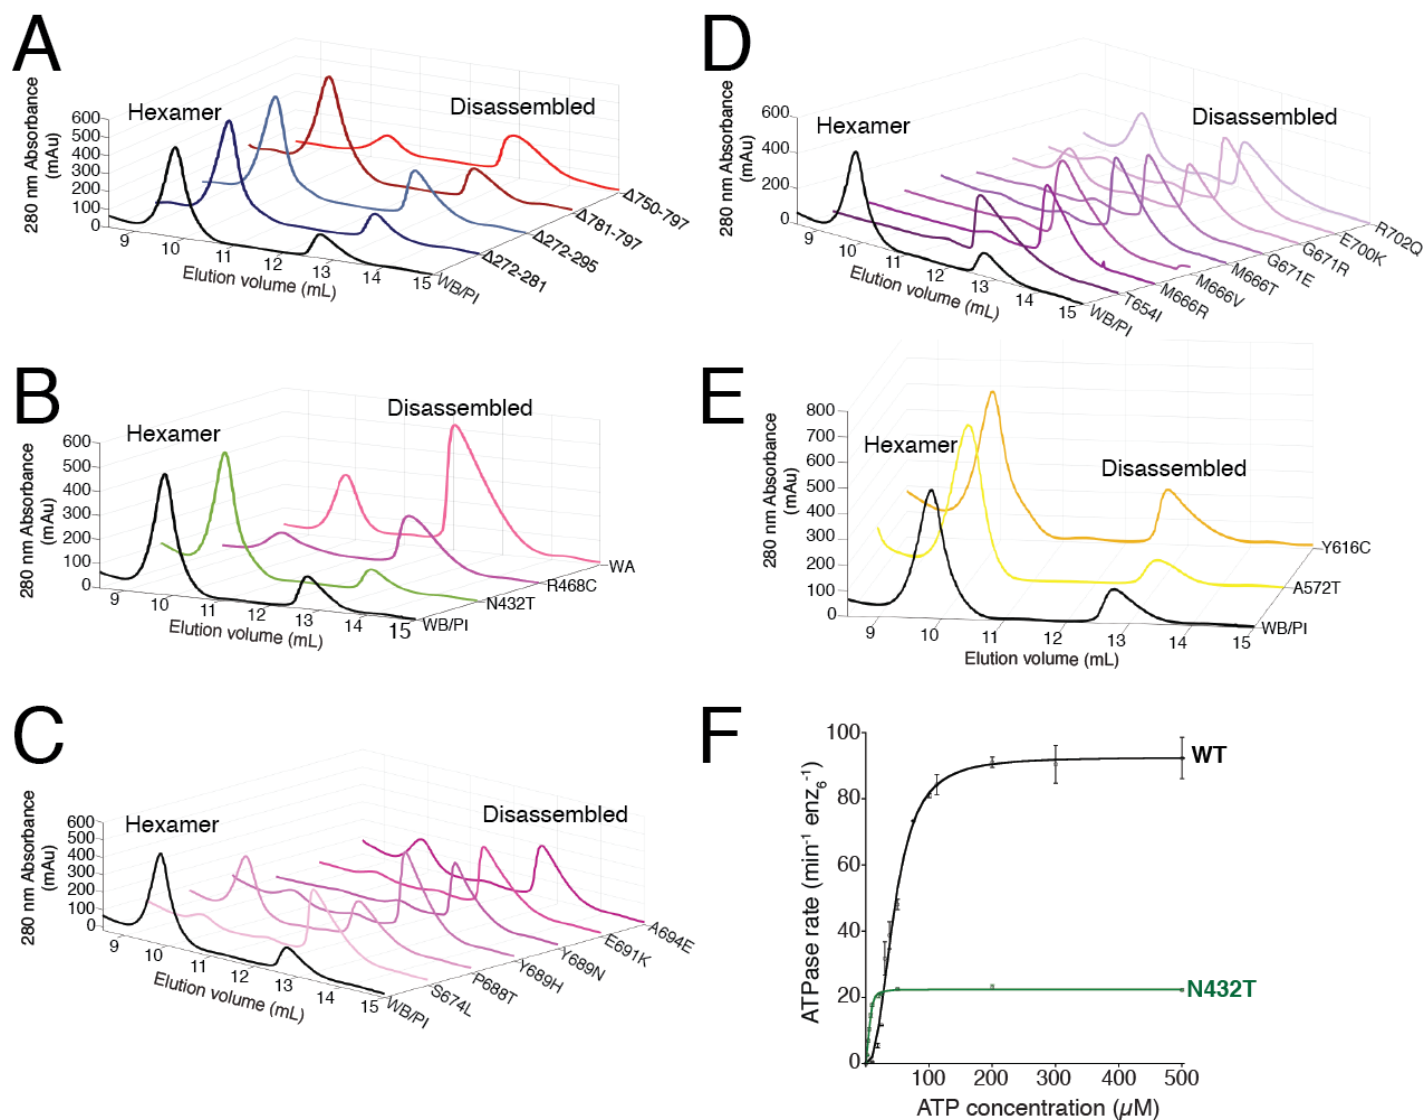 A
280 nm Absorbance
(mAu)
600
500
400
300
200
100
0
Hexamer
Disassembled
9
10
11
12
13
14
15
Elution volume (mL)
WB/PI
Δ272-281
Δ272-295
Δ781-797
Δ750-797
D
280 nm Absorbance
(mAu)
600
400
200
0
Hexamer
Disassembled
9
10
11
12
13
14
15
Elution volume (mL)
WB/PI
T654I
M666R
M666V
M666T
G671E
G671R
E700K
R702Q
B
280 nm Absorbance
(mAu)
600
500
400
300
200
100
0
Hexamer
Disassembled
9
10
11
12
13
14
15
Elution volume (mL)
WB/PI
N432T
R468C
WA
E
280 nm Absorbance
(mAu)
800
700
600
500
400
300
200
100
0
Hexamer
Disassembled
9
10
11
12
13
14
15
Elution volume (mL)
WB/PI
A572T
Y616C
C
280 nm Absorbance
(mAu)
600
500
400
300
200
100
0
Hexamer
Disassembled
9
10
11
12
13
14
15
Elution volume (mL)
WB/PI
S674L
P688T
Y689H
Y689N
E691K
A694E
F
ATPase rate (min⁻¹ enz₆⁻¹)
100
80
60
40
20
0
WT
N432T
100
200
300
400
500
ATP concentration (µM)